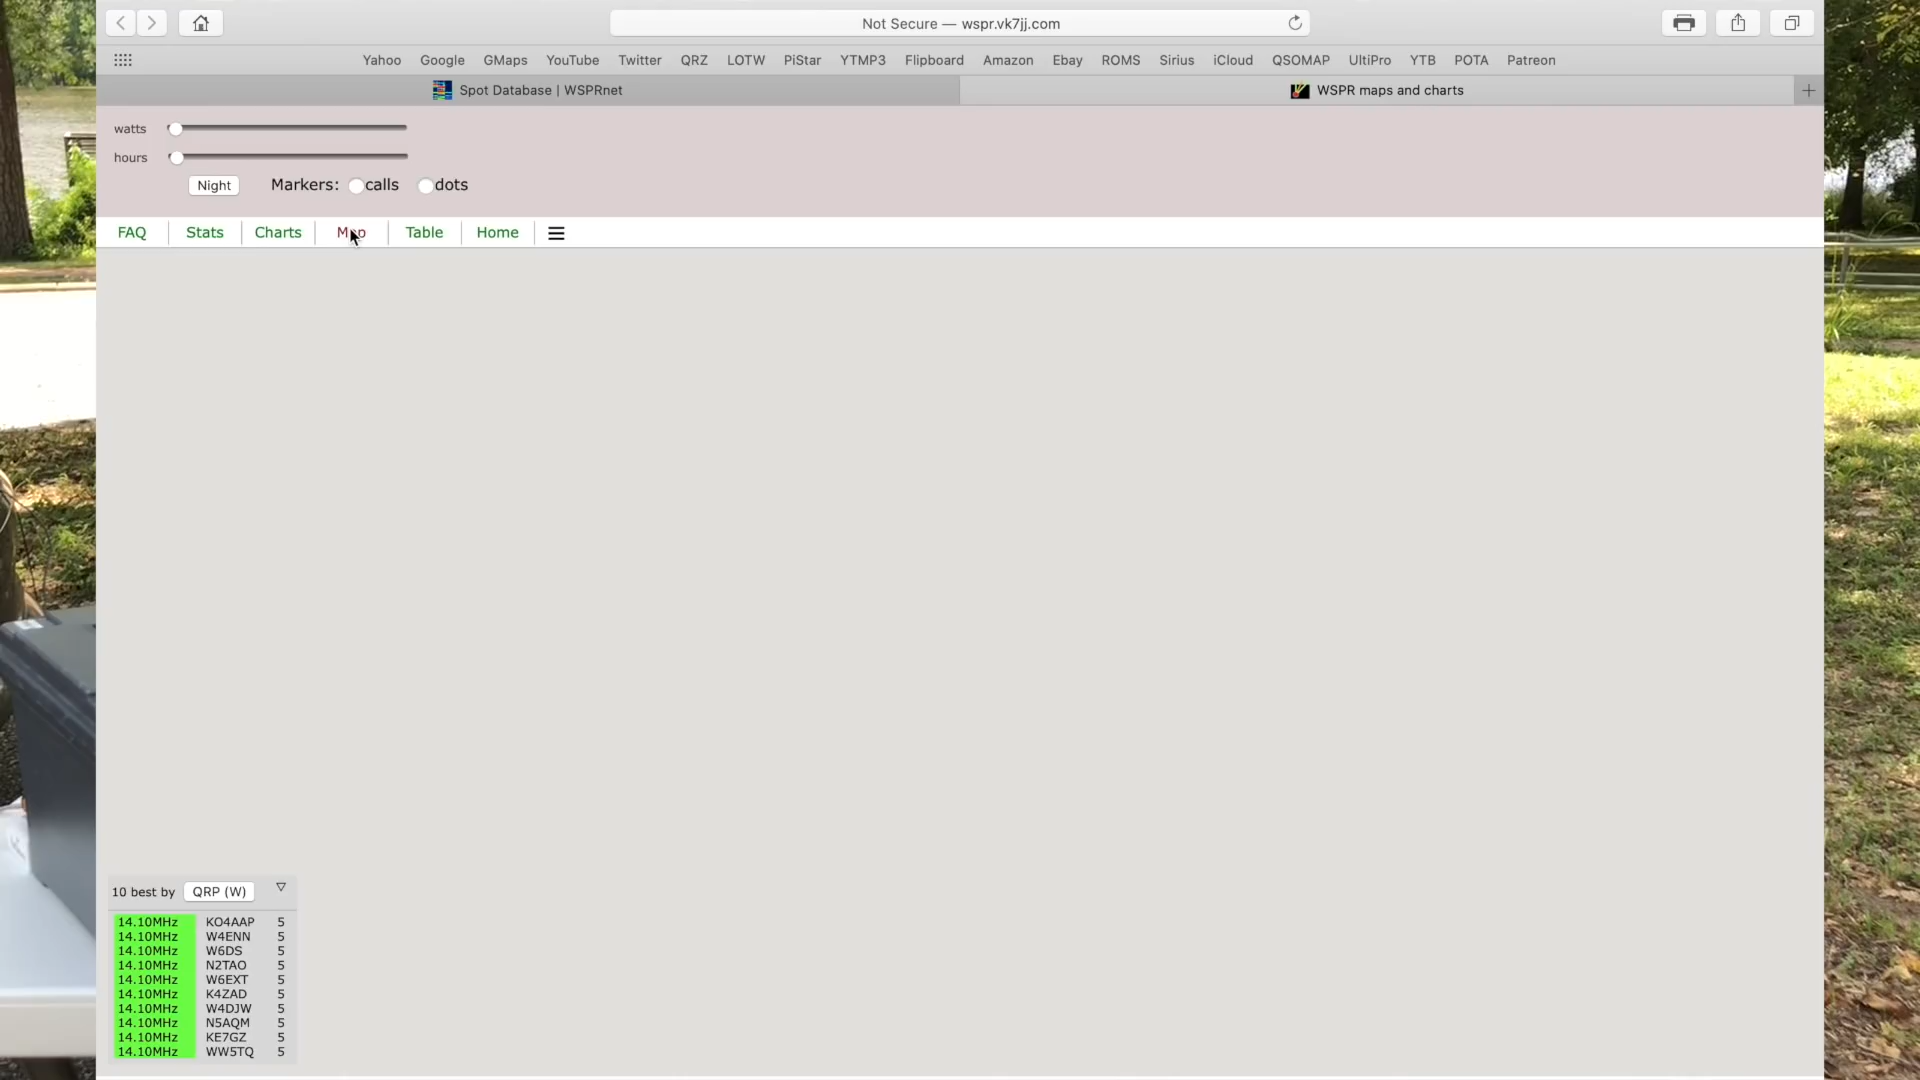 Not Secure — wspr.vk7jj.com
Yahoo Google GMaps YouTube Twitter QRZ LOTW PiStar YTMP3 Flipboard Amazon Ebay ROMS Sirius iCloud QSOMAP UltiPro YTB POTA Patreon
Spot Database | WSPRnet WSPR maps and charts
watts
hours
Night Markers: calls dots
FAQ Stats Charts Map Table Home
10 best by QRP (W)
14.10MHz KO4AAP 5
14.10MHz W4ENN 5
14.10MHz W6DS 5
14.10MHz N2TAO 5
14.10MHz W6EXT 5
14.10MHz K4ZAD 5
14.10MHz W4DJW 5
14.10MHz N5AQM 5
14.10MHz KE7GZ 5
14.10MHz WW5TQ 5